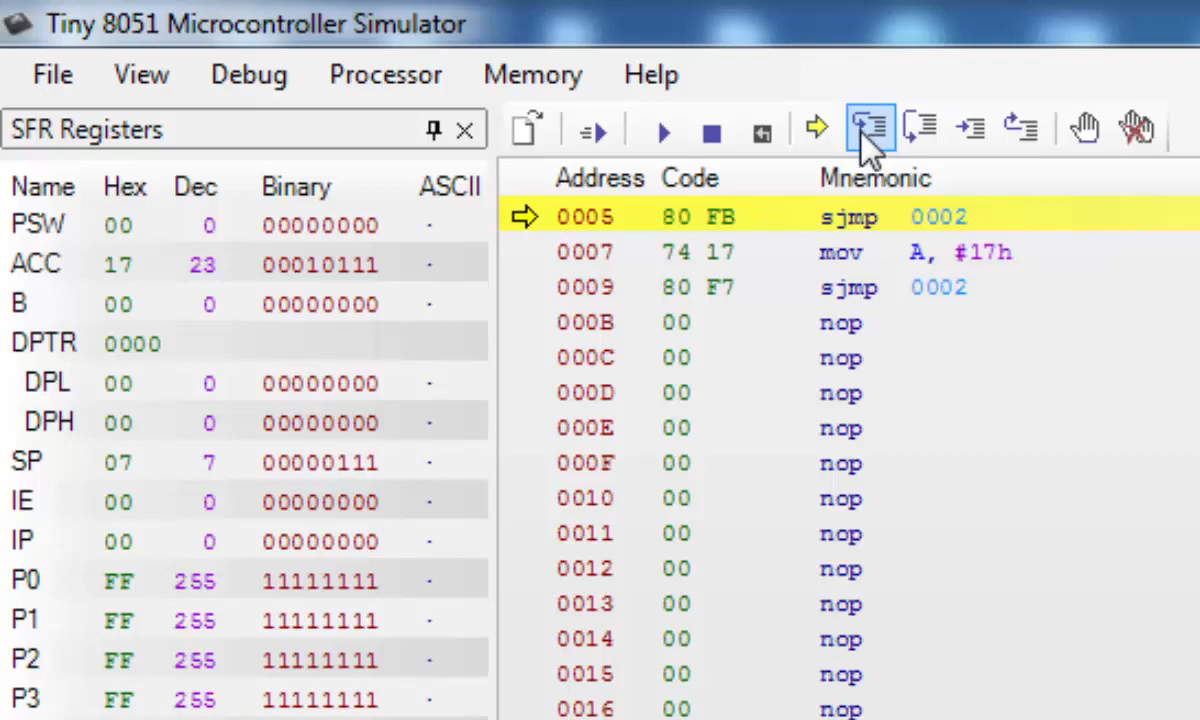 Tiny 8051 Microcontroller Simulator
File View Debug Processor Memory Help
SFR Registers
Name Hex Dec Binary ASCII
PSW 00 0 00000000 .
ACC 17 23 00010111 .
B 00 0 00000000 .
DPTR 0000
DPL 00 0 00000000 .
DPH 00 0 00000000 .
SP 07 7 00000111 .
IE 00 0 00000000 .
IP 00 0 00000000 .
P0 FF 255 11111111 .
P1 FF 255 11111111 .
P2 FF 255 11111111 .
P3 FF 255 11111111 .
Address Code Mnemonic
0005 80 FB sjmp 0002
0007 74 17 mov A, #17h
0009 80 F7 sjmp 0002
000B 00 nop
000C 00 nop
000D 00 nop
000E 00 nop
000F 00 nop
0010 00 nop
0011 00 nop
0012 00 nop
0013 00 nop
0014 00 nop
0015 00 nop
0016 00 nop